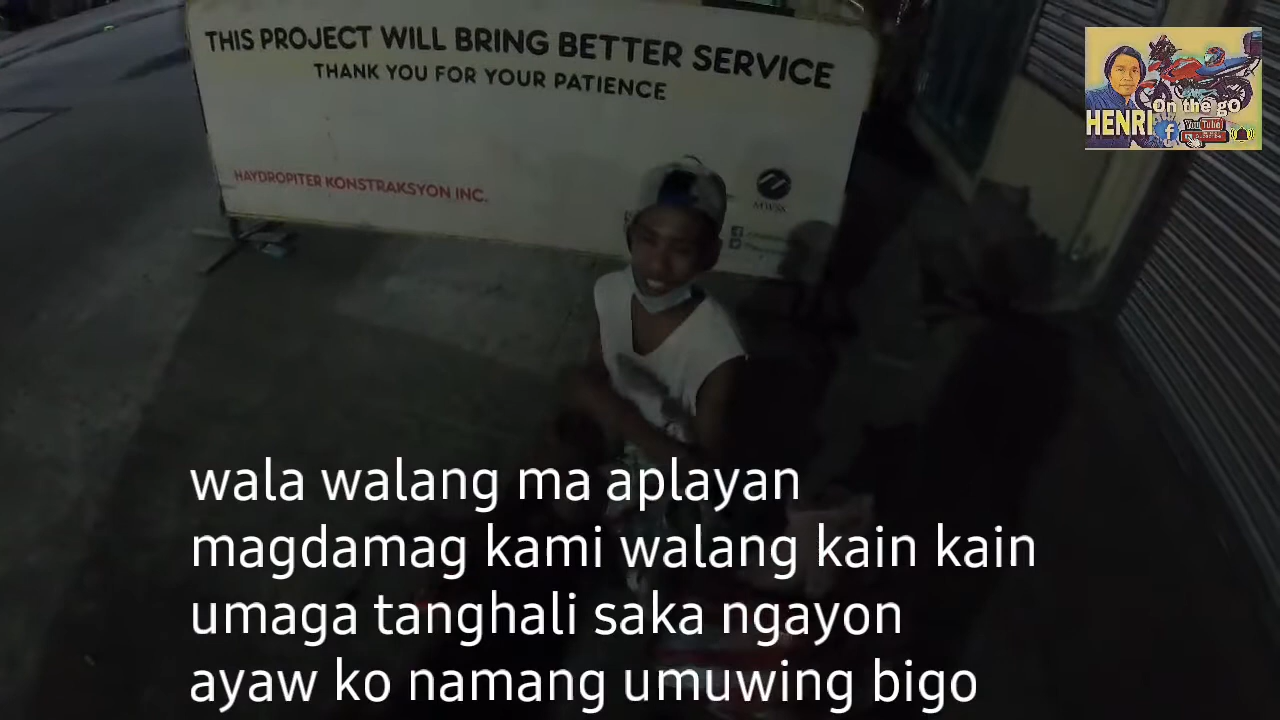 THIS PROJECT WILL BRING BETTER SERVICE
THANK YOU FOR YOUR PATIENCE
HAYDROPITER KONSTRAKSYON INC.
On the gO
HENRI
YouTube
wala walang ma aplayan
magdamag kami walang kain kain
umaga tanghali saka ngayon
ayaw ko namang umuwing bigo